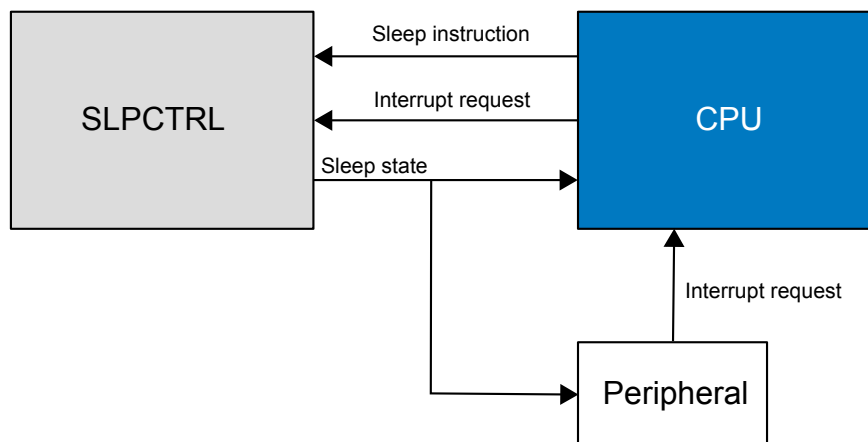 Sleep instruction
SLPCTRL
Interrupt request
CPU
Sleep state
Interrupt request
Peripheral